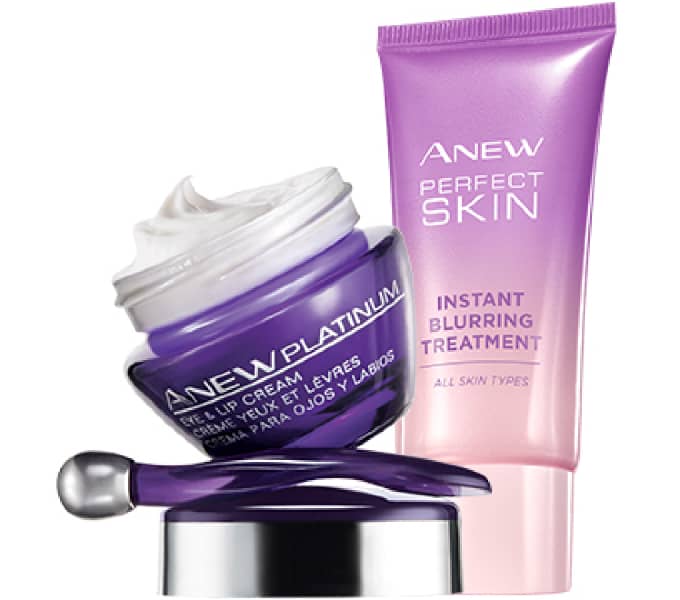 ANEW PLATINUM
EYE & LIP CREAM
CRÈME YEUX ET LÈVRES
CREMA PARA OJOS Y LABIOS
ANEW
PERFECT
SKIN
INSTANT
BLURRING
TREATMENT
ALL SKIN TYPES